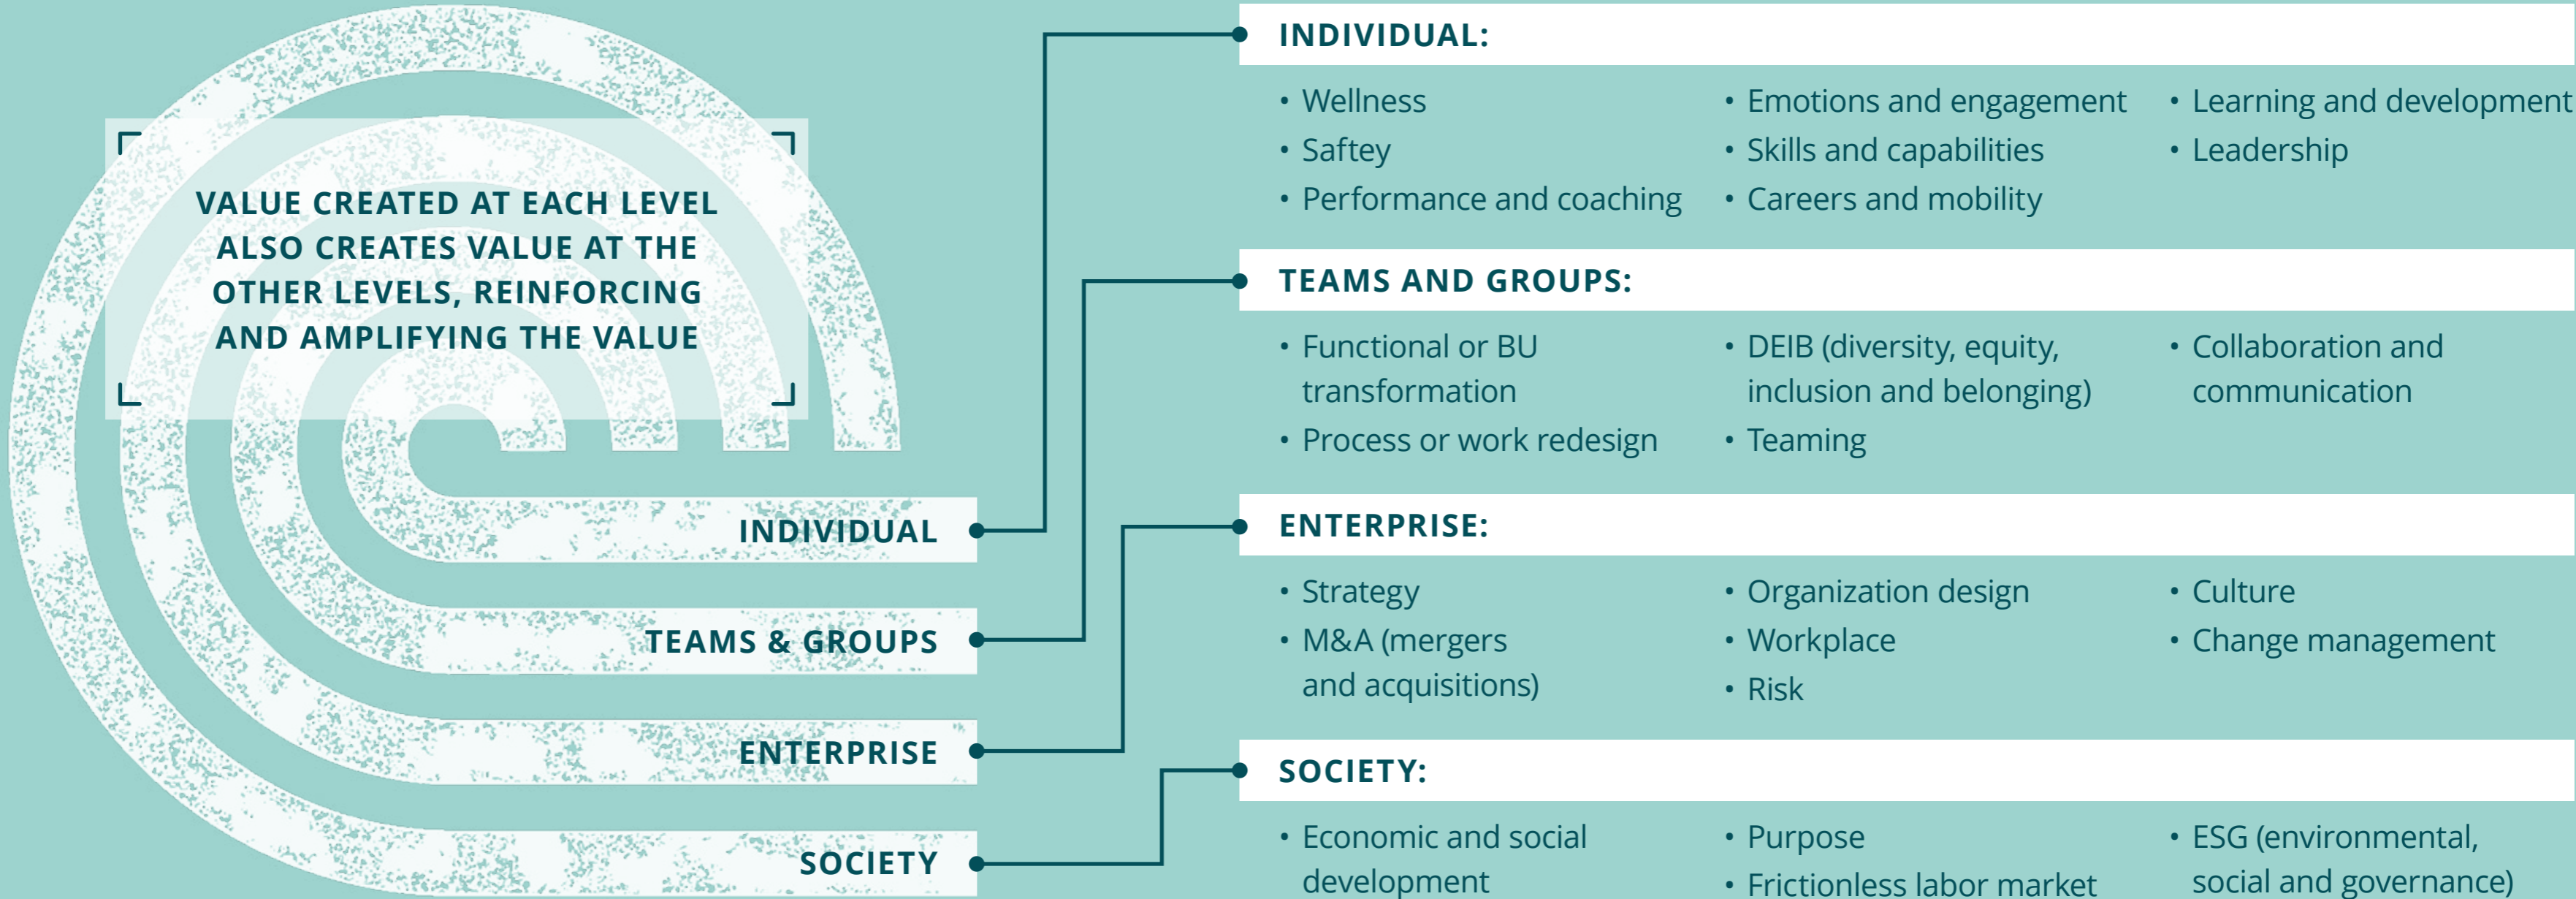 VALUE CREATED AT EACH LEVEL
ALSO CREATES VALUE AT THE
OTHER LEVELS, REINFORCING
AND AMPLIFYING THE VALUE
INDIVIDUAL
TEAMS & GROUPS
ENTERPRISE
SOCIETY
INDIVIDUAL:
• Wellness
• Saftey
• Performance and coaching
• Emotions and engagement
• Skills and capabilities
• Careers and mobility
• Learning and development
• Leadership
TEAMS AND GROUPS:
• Functional or BU
transformation
• Process or work redesign
• DEIB (diversity, equity,
inclusion and belonging)
• Teaming
• Collaboration and
communication
ENTERPRISE:
• Strategy
• M&A (mergers
and acquisitions)
• Organization design
• Workplace
• Risk
• Culture
• Change management
SOCIETY:
• Economic and social
development
• Purpose
• Frictionless labor market
• ESG (environmental,
social and governance)